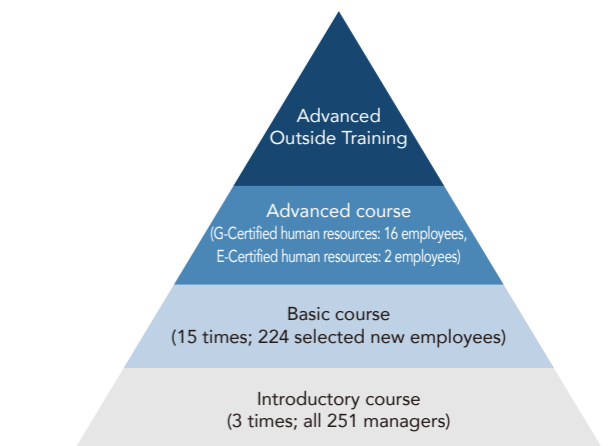 Advanced
Outside Training
Advanced course
(G-Certified human resources: 16 employees,
E-Certified human resources: 2 employees)
Basic course
(15 times; 224 selected new employees)
Introductory course
(3 times; all 251 managers)